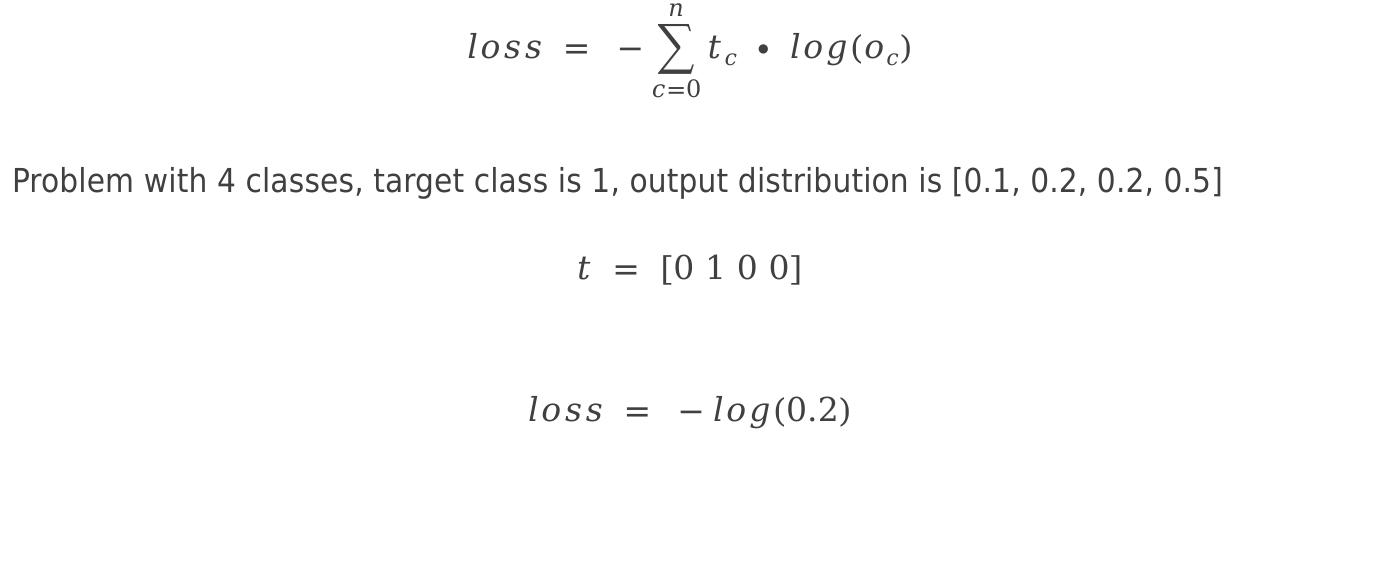 loss = − ∑_{c=0}^{n} t_c • log(o_c)
Problem with 4 classes, target class is 1, output distribution is [0.1, 0.2, 0.2, 0.5]
t = [0 1 0 0]
loss = −log(0.2)